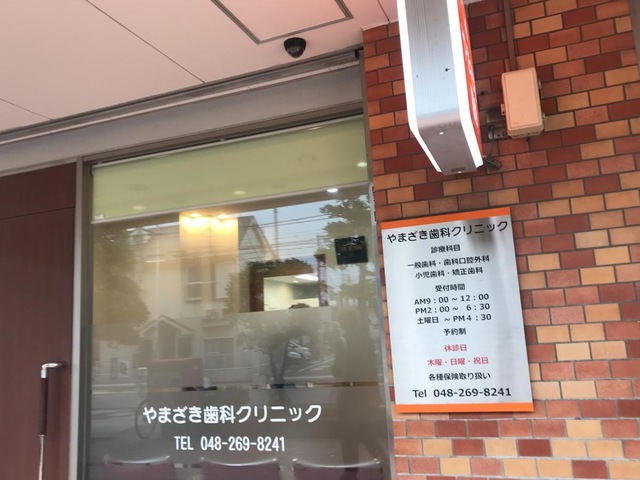 やまざき歯科クリニック
診療科目
一般歯科・歯科口腔外科
小児歯科・矯正歯科
受付時間
AM9:00～12:00
PM2:00～ 6:30
土曜日 ～PM4:30
予約制
休診日
木曜・日曜・祝日
各種保険取り扱い
Tel 048-269-8241
やまざき歯科クリニック
TEL 048-269-8241